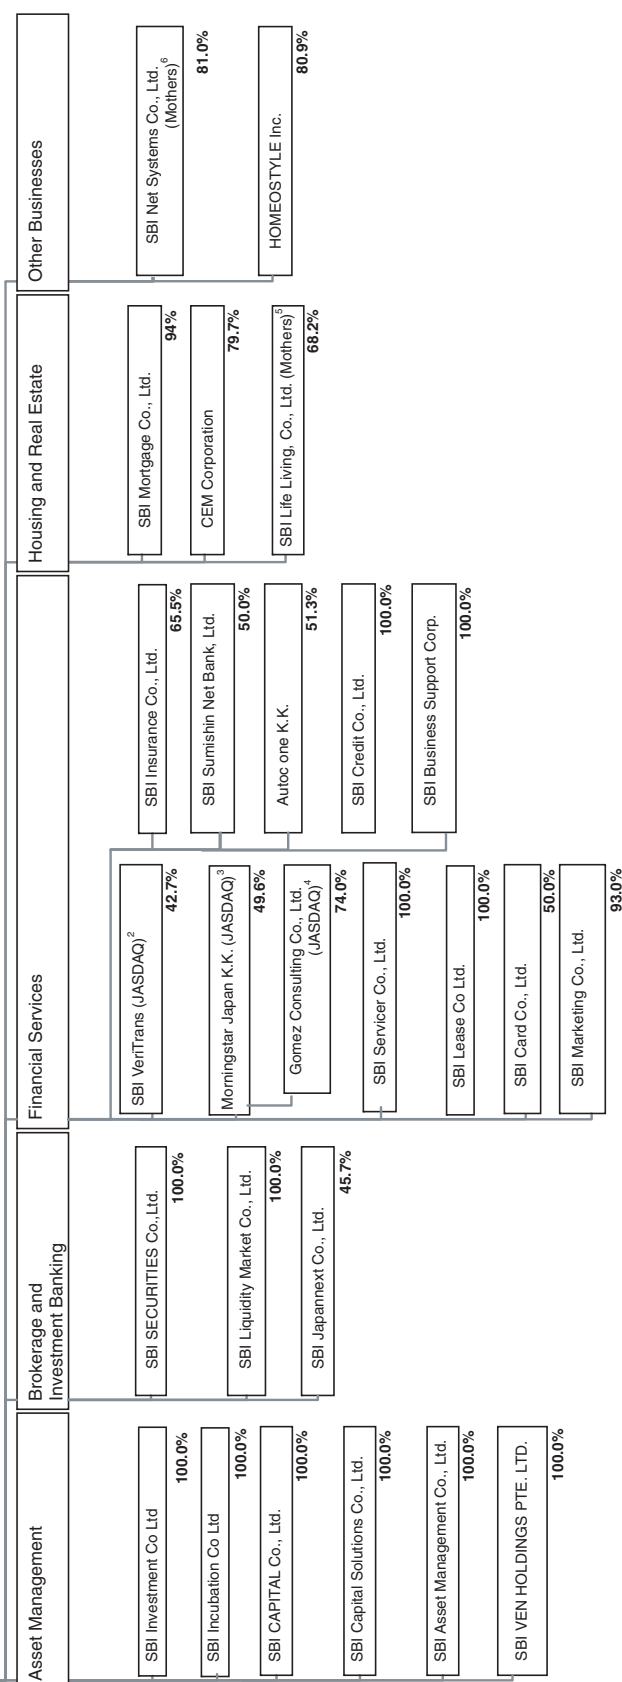 Asset Management
SBI Investment Co Ltd
100.0%
SBI Incubation Co Ltd
100.0%
SBI CAPITAL Co., Ltd.
100.0%
SBI Capital Solutions Co., Ltd.
100.0%
SBI Asset Management Co., Ltd.
100.0%
SBI VEN HOLDINGS PTE. LTD.
100.0%
Brokerage and
Investment Banking
SBI SECURITIES Co.,Ltd.
100.0%
SBI Liquidity Market Co., Ltd.
100.0%
SBI Japannext Co., Ltd.
45.7%
Financial Services
SBI VeriTrans (JASDAQ)2
42.7%
Morningstar Japan K.K. (JASDAQ)3
49.6%
Gomez Consulting Co., Ltd.
(JASDAQ)4
74.0%
SBI Servicer Co., Ltd.
100.0%
SBI Lease Co Ltd.
100.0%
SBI Card Co., Ltd.
50.0%
SBI Marketing Co., Ltd.
93.0%
SBI Insurance Co., Ltd.
65.5%
SBI Sumishin Net Bank, Ltd.
50.0%
Autoc one K.K.
51.3%
SBI Credit Co., Ltd.
100.0%
SBI Business Support Corp.
100.0%
Housing and Real Estate
SBI Mortgage Co., Ltd.
94%
CEM Corporation
79.7%
SBI Life Living, Co., Ltd. (Mothers)5
68.2%
Other Businesses
SBI Net Systems Co., Ltd.
(Mothers)6
81.0%
HOMEOSTYLE Inc.
80.9%